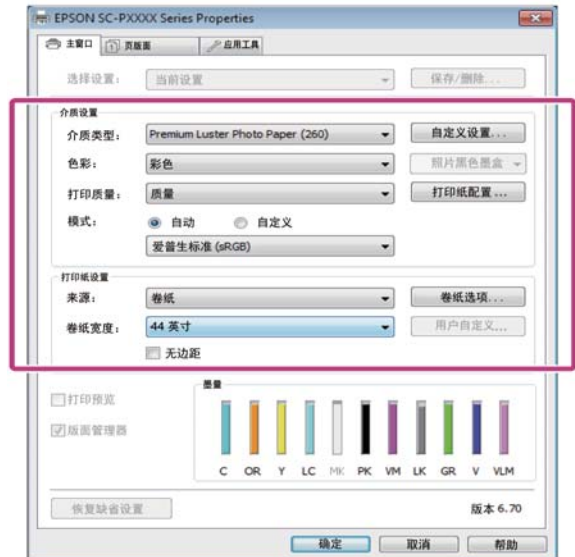 EPSON SC-PXXXX Series Properties
主窗口 页版面 应用工具
选择设置： 当前设置 保存/删除...
介质设置
介质类型： Premium Luster Photo Paper (260) 自定义设置...
色彩： 彩色 照片黑色墨盒
打印质量： 质量 打印纸配置...
模式： 自动 自定义
爱普生标准 (sRGB)
打印纸设置
来源： 卷纸 卷纸选项...
卷纸宽度： 44 英寸 用户自定义...
无边距
打印预览
版面管理器
墨量
C OR Y LC MK PK VM LK GR V VLM
恢复缺省设置 版本 6.70
确定 取消 帮助